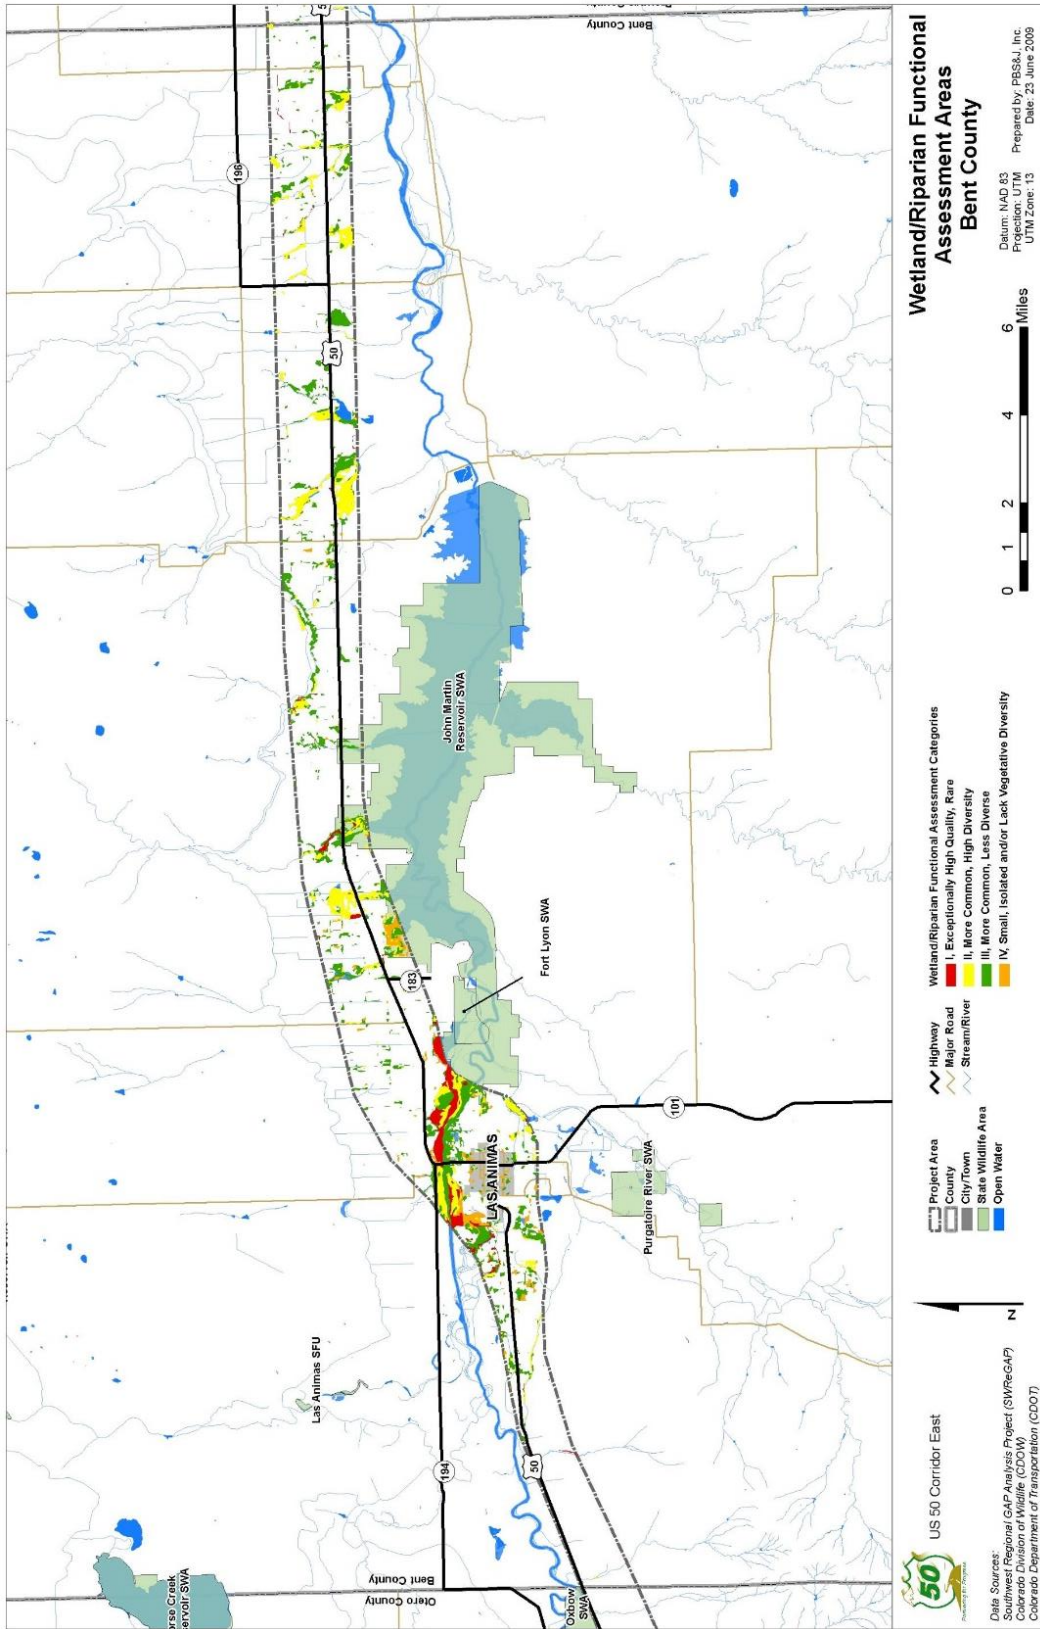 Wetland/Riparian Functional
Assessment Areas
Bent County
Datum: NAD 83
Projection: UTM
UTM Zone: 13
Prepared by: PBS&J, Inc.
Date: 23 June 2009
0 1 2 4 6 Miles
Wetland/Riparian Functional Assessment Categories
I, Exceptionally High Quality, Rare
II, More Common, High Diversity
III, More Common, Less Diverse
IV, Small, Isolated and/or Lack Vegetative Diversity
Highway
Major Road
Stream/River
Project Area
County
City/Town
State Wildlife Area
Open Water
N
US 50 Corridor East
50
Data Sources:
Southwest Regional GAP Analysis Project (SWReGAP)
Colorado Division of Wildlife (CDOW)
Colorado Department of Transportation (CDOT)
Bent County
196
50
John Martin
Reservoir SWA
Fort Lyon SWA
183
101
LAS ANIMAS
Purgatoire River SWA
Las Animas SFU
194
50
Bent County
Otero County
Oxbow
SWA